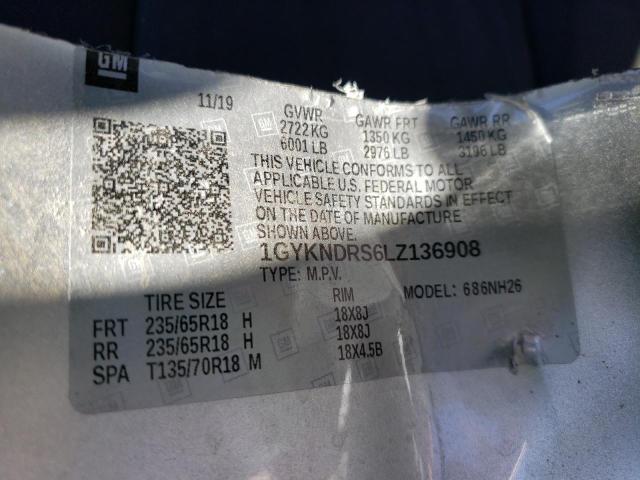 GM
11/19
GVWR GAWR FRT GAWR RR
2722 KG 1350 KG 1450 KG
6001 LB 2976 LB 3196 LB
THIS VEHICLE CONFORMS TO ALL
APPLICABLE U.S. FEDERAL MOTOR
VEHICLE SAFETY STANDARDS IN EFFECT
ON THE DATE OF MANUFACTURE
SHOWN ABOVE.
1GYKNDRS6LZ136908
TYPE: M.P.V. MODEL: 686NH26
TIRE SIZE RIM
FRT 235/65R18 H 18X8J
RR 235/65R18 H 18X8J
SPA T135/70R18 M 18X4.5B